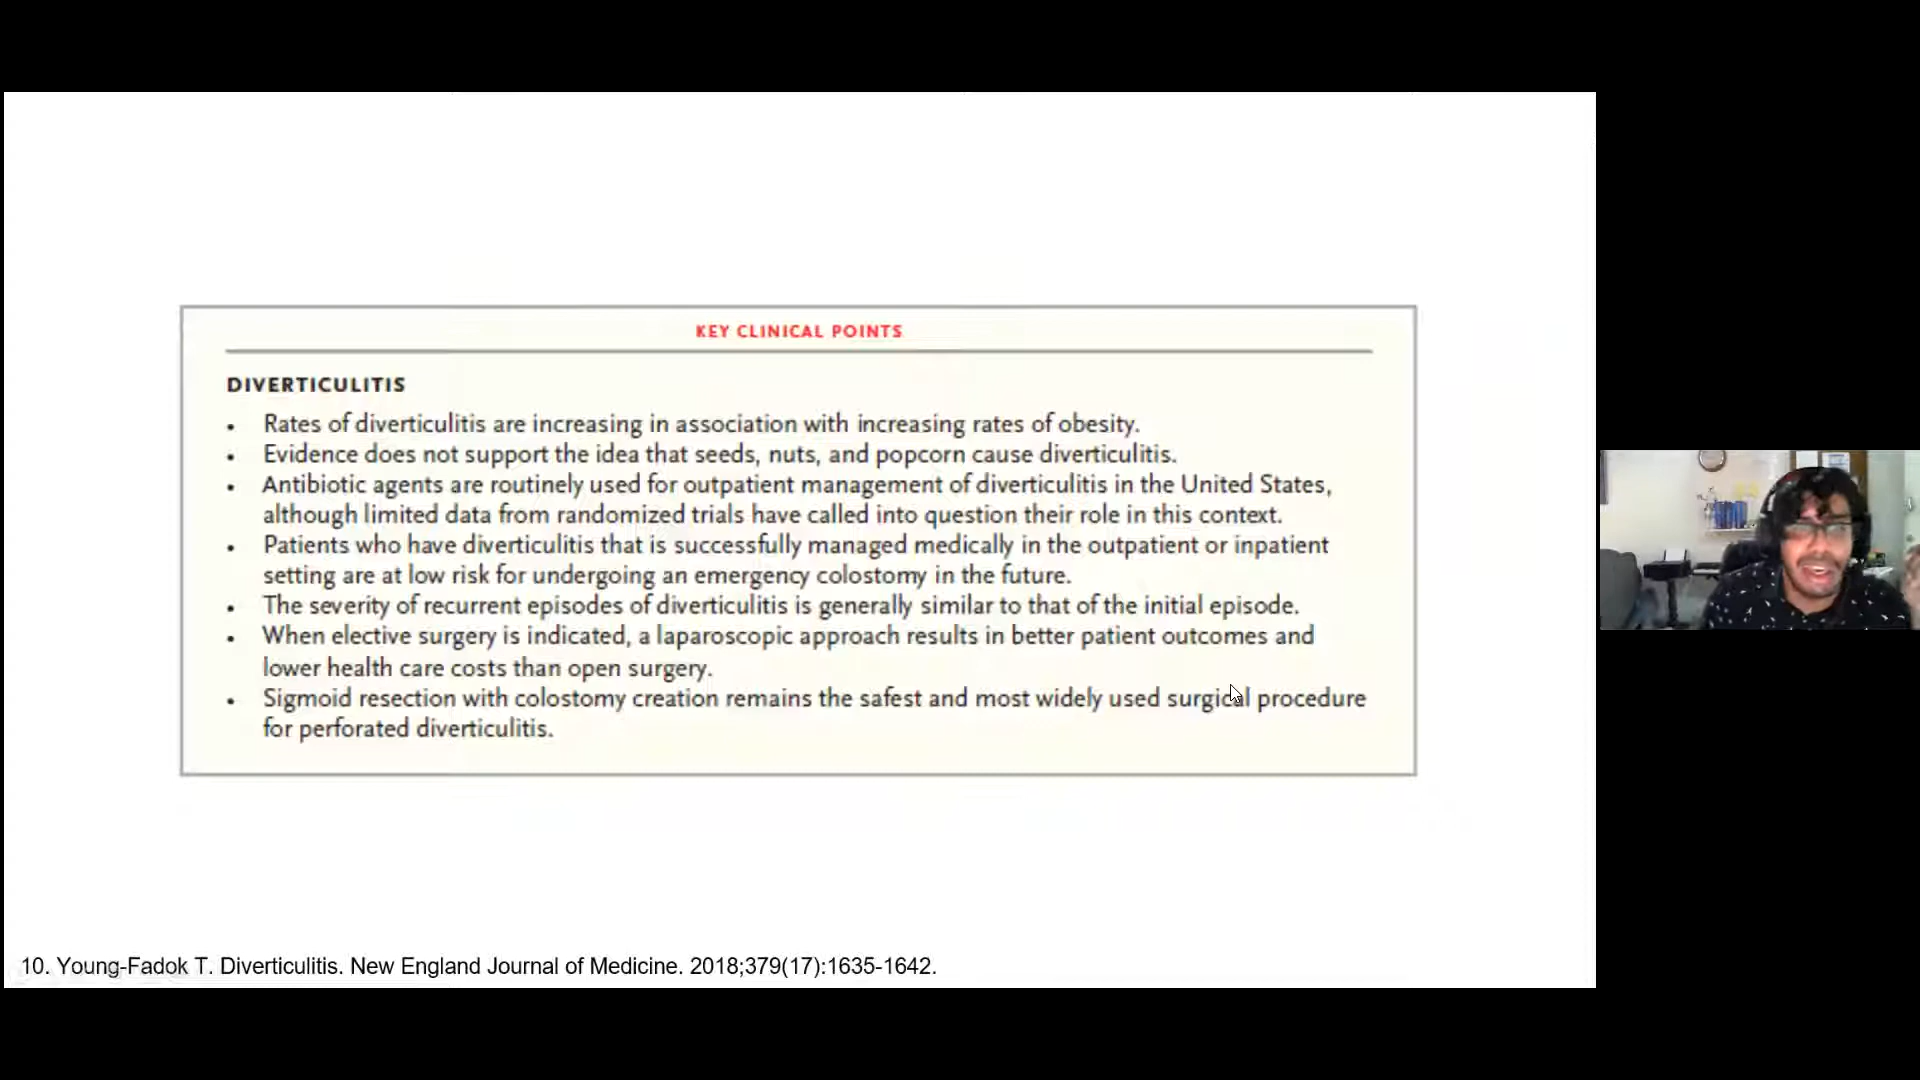 KEY CLINICAL POINTS
DIVERTICULITIS
• Rates of diverticulitis are increasing in association with increasing rates of obesity.
• Evidence does not support the idea that seeds, nuts, and popcorn cause diverticulitis.
• Antibiotic agents are routinely used for outpatient management of diverticulitis in the United States,
although limited data from randomized trials have called into question their role in this context.
• Patients who have diverticulitis that is successfully managed medically in the outpatient or inpatient
setting are at low risk for undergoing an emergency colostomy in the future.
• The severity of recurrent episodes of diverticulitis is generally similar to that of the initial episode.
• When elective surgery is indicated, a laparoscopic approach results in better patient outcomes and
lower health care costs than open surgery.
• Sigmoid resection with colostomy creation remains the safest and most widely used surgical procedure
for perforated diverticulitis.
10. Young-Fadok T. Diverticulitis. New England Journal of Medicine. 2018;379(17):1635-1642.